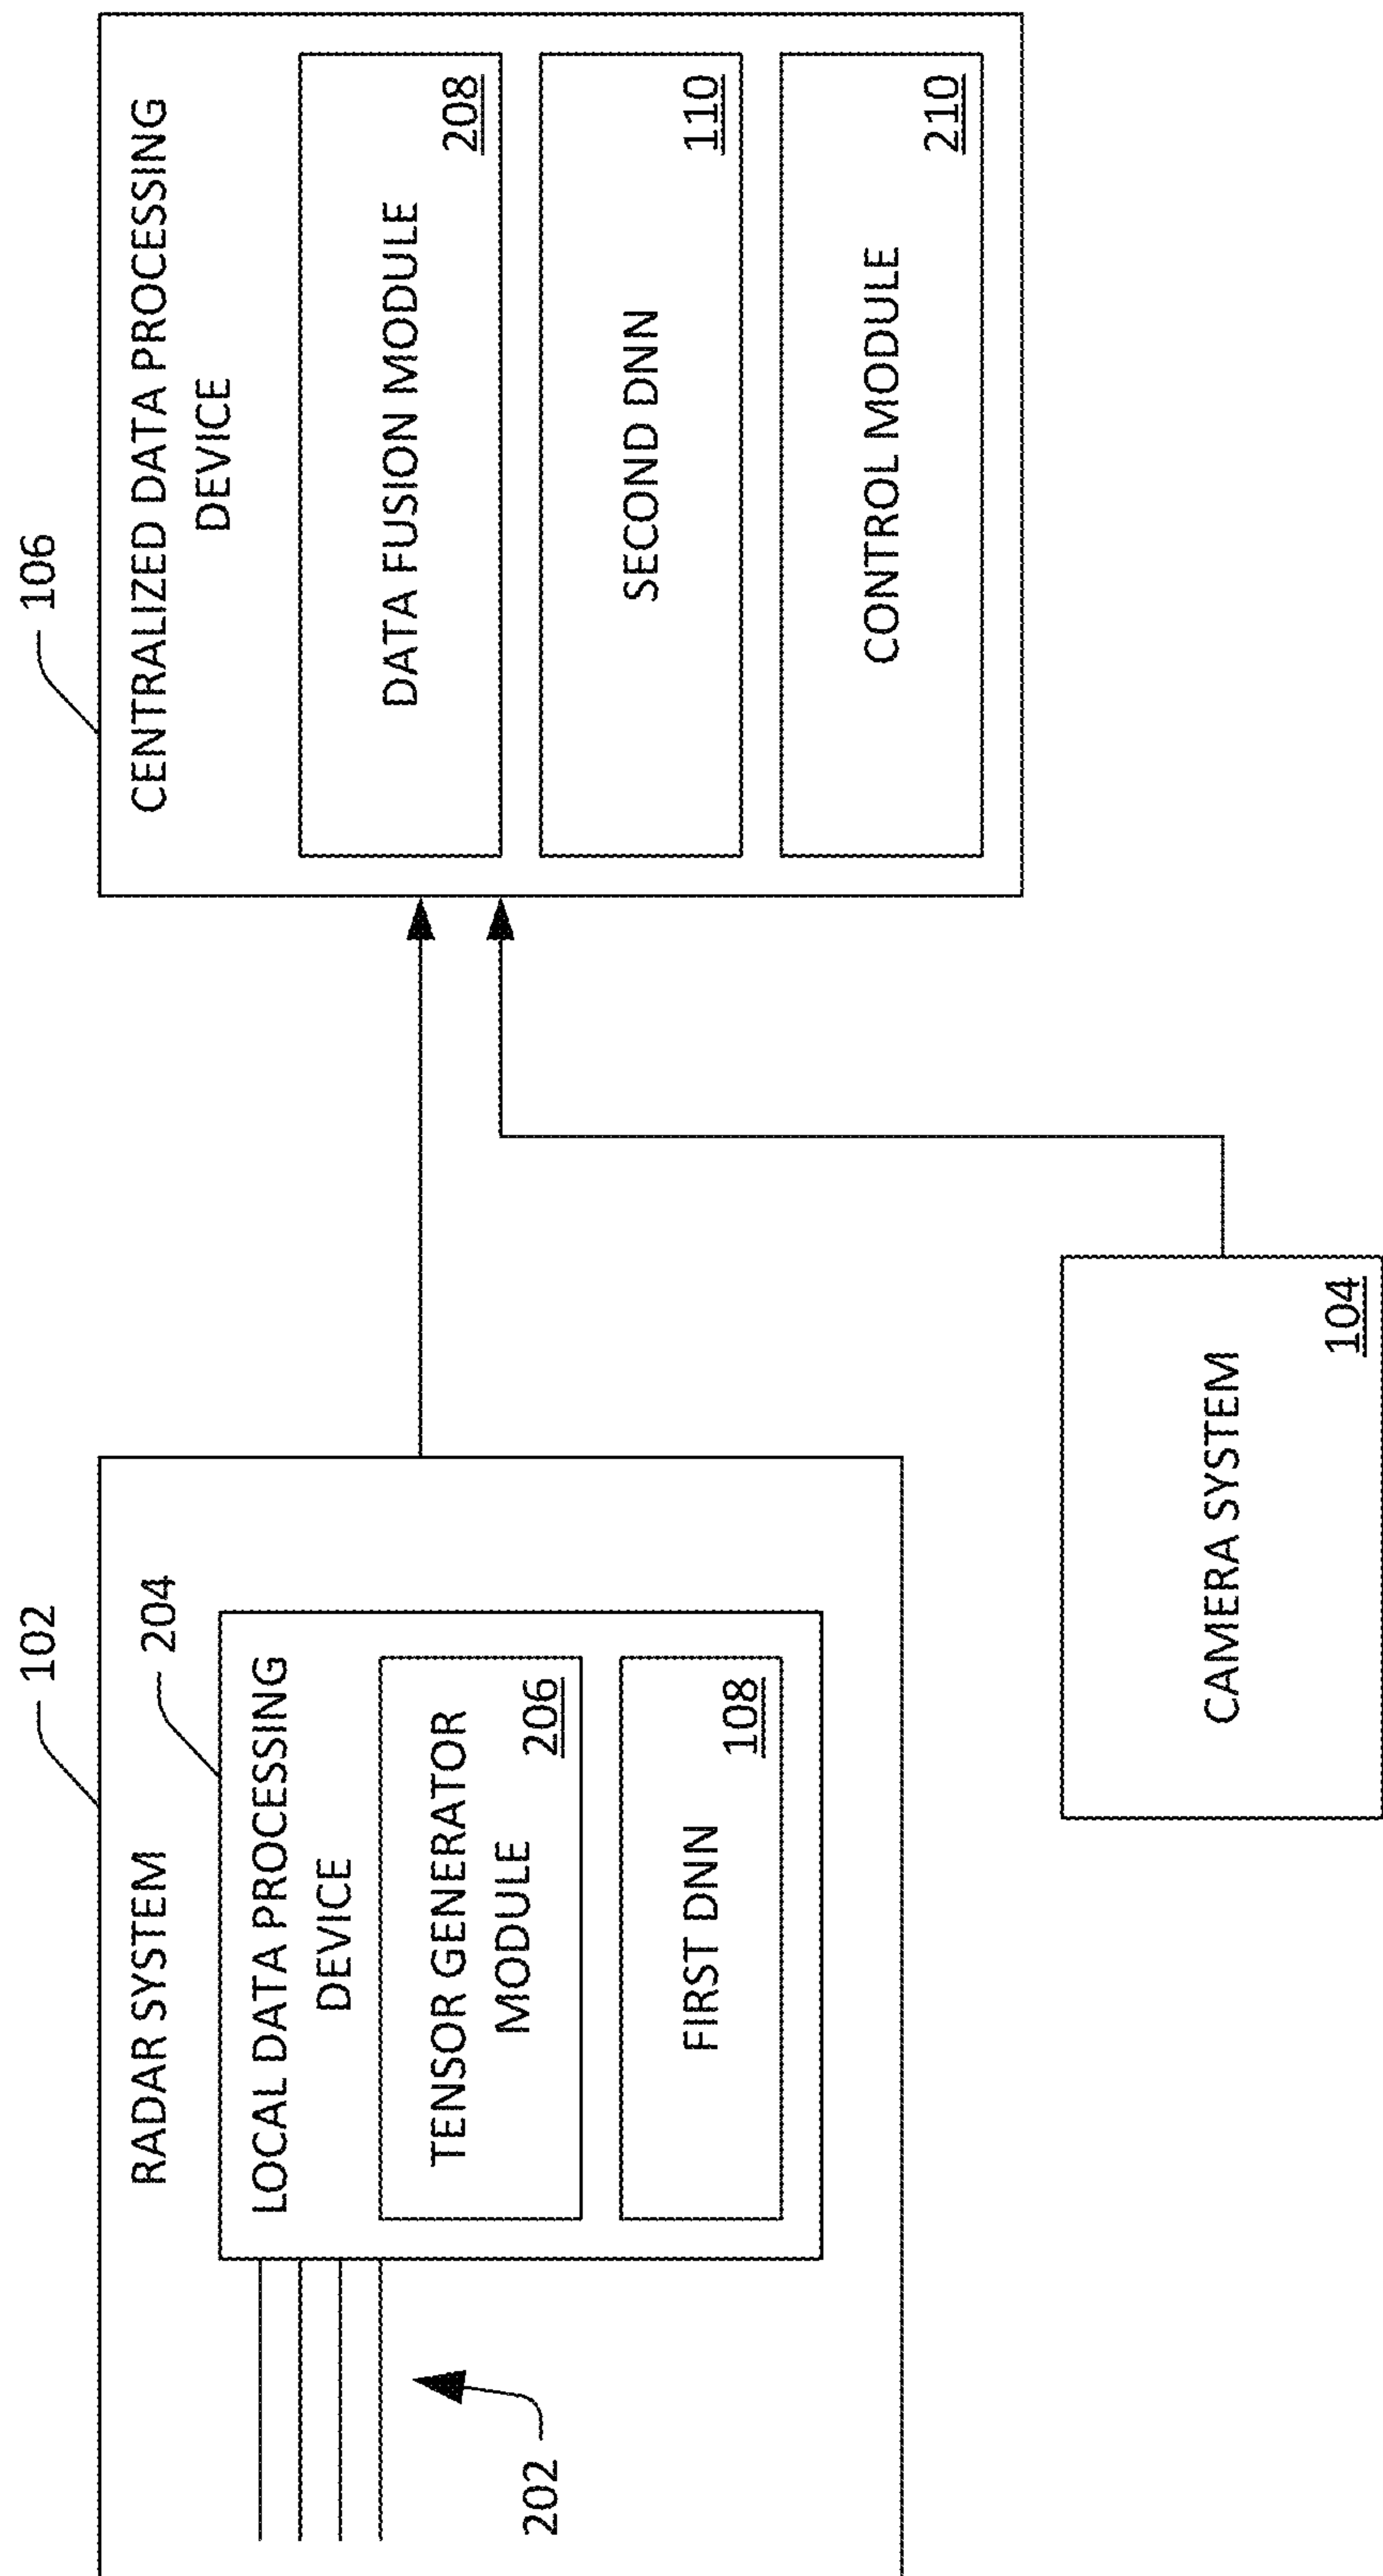 102
RADAR SYSTEM
204
LOCAL DATA PROCESSING
DEVICE
TENSOR GENERATOR
MODULE
206
FIRST DNN
108
202
CAMERA SYSTEM
104
106
CENTRALIZED DATA PROCESSING
DEVICE
DATA FUSION MODULE
208
SECOND DNN
110
CONTROL MODULE
210